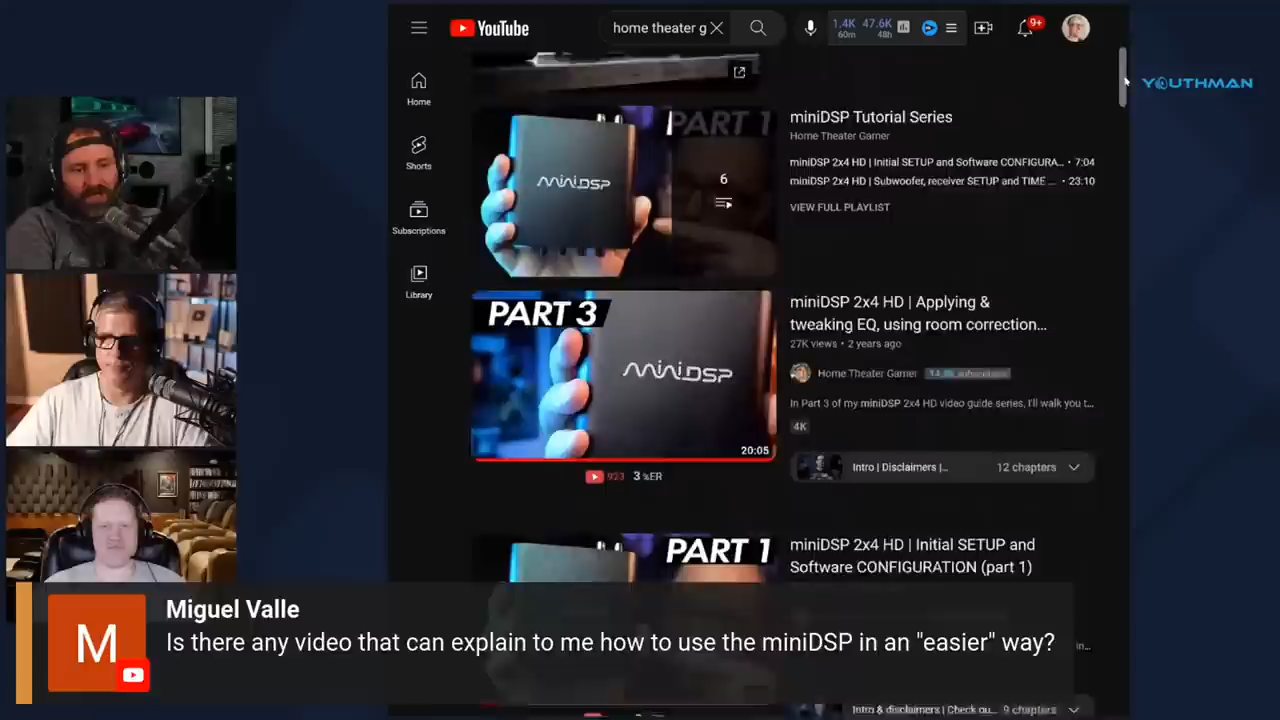 YouTube
home theater g
1.4K
60m
47.6K
48h
9+
YOUTHMAN
Home
Shorts
Subscriptions
Library
PART 1
miniDSP
6
miniDSP Tutorial Series
Home Theater Gamer
miniDSP 2x4 HD | Initial SETUP and Software CONFIGURA... • 7:04
miniDSP 2x4 HD | Subwoofer, receiver SETUP and TIME ... • 23:10
VIEW FULL PLAYLIST
PART 3
miniDSP
20:05
923 3 %ER
miniDSP 2x4 HD | Applying &
tweaking EQ, using room correction...
27K views • 2 years ago
Home Theater Gamer
In Part 3 of my miniDSP 2x4 HD video guide series, I'll walk you t...
4K
Intro | Disclaimers |... 12 chapters
PART 1
miniDSP 2x4 HD | Initial SETUP and
Software CONFIGURATION (part 1)
in...
M
Miguel Valle
Is there any video that can explain to me how to use the miniDSP in an "easier" way?
Intro & disclaimers | Check ou... 9 chapters